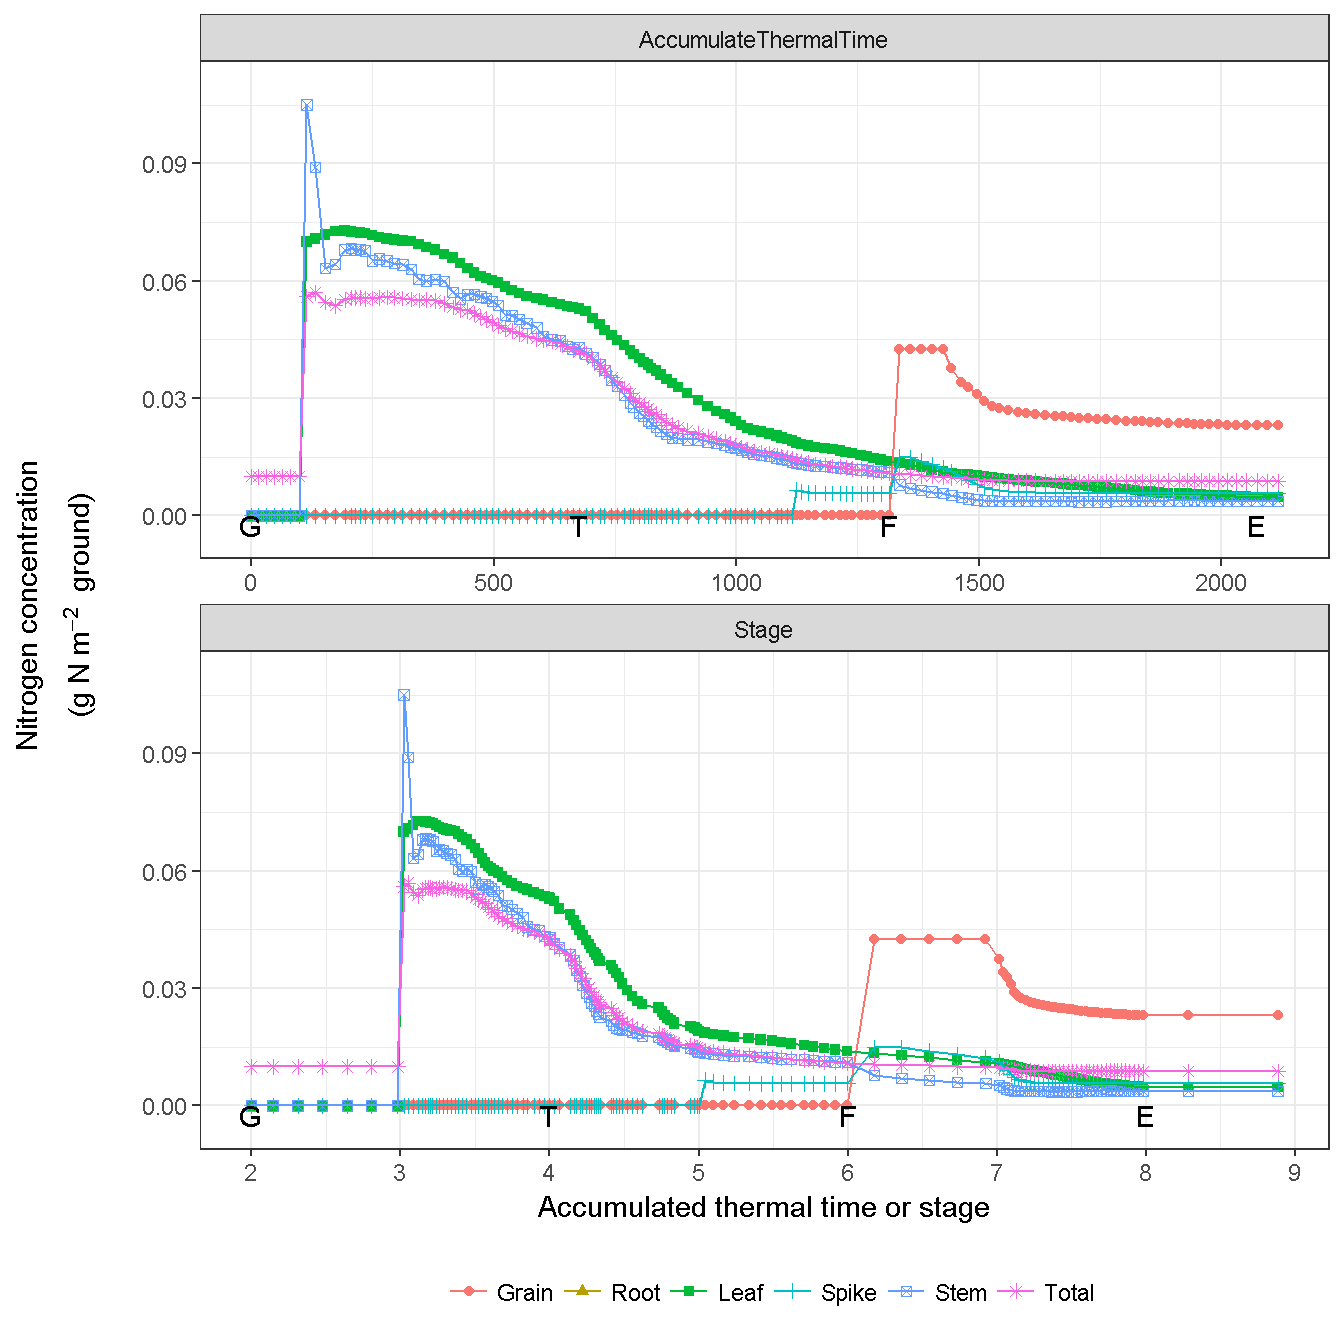 AccumulateThermalTime
0.09
0.06
0.03
0.00
G T F E
0 500 1000 1500 2000
Stage
0.09
0.06
0.03
0.00
G T F E
2 3 4 5 6 7 8 9
Nitrogen concentration
(g N m⁻² ground)
Accumulated thermal time or stage
Grain Root Leaf Spike Stem Total